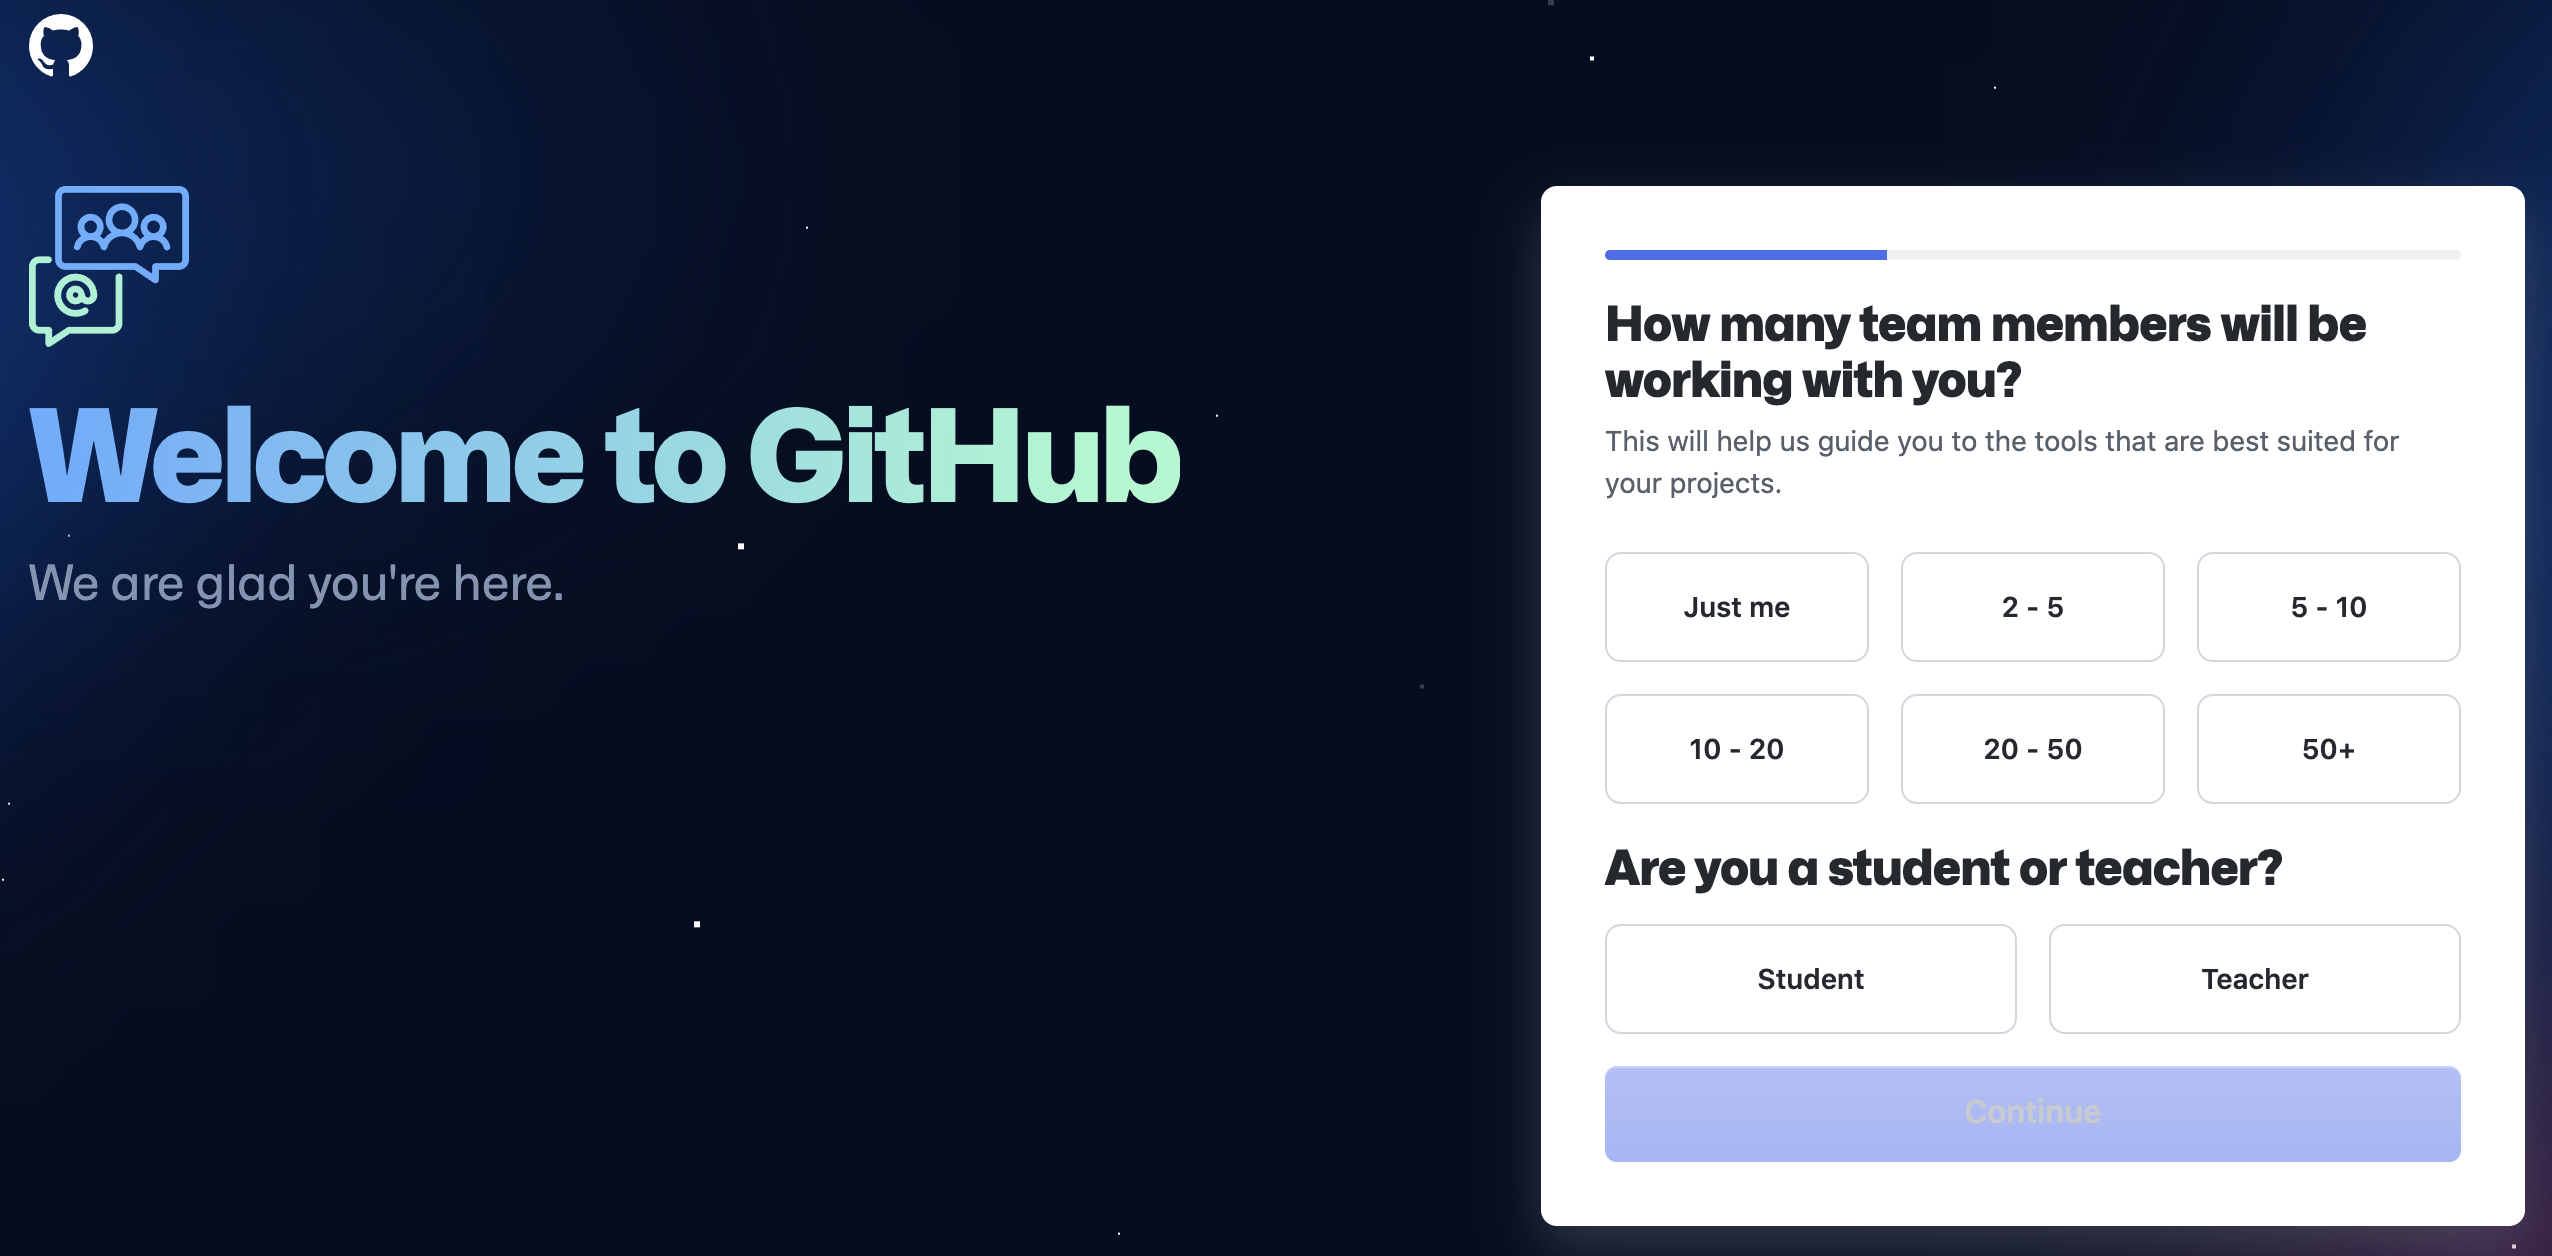 Welcome to GitHub
We are glad you're here.
How many team members will be
working with you?
This will help us guide you to the tools that are best suited for
your projects.
Just me
2 - 5
5 - 10
10 - 20
20 - 50
50+
Are you a student or teacher?
Student
Teacher
Continue